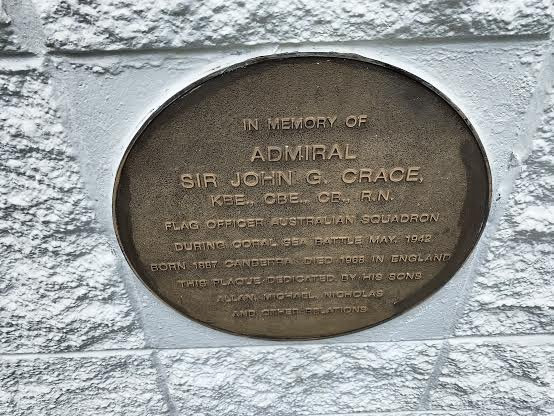 IN MEMORY OF
ADMIRAL
SIR JOHN G. CRACE,
KBE., CBE., CB., R.N.
FLAG OFFICER AUSTRALIAN SQUADRON
DURING CORAL SEA BATTLE MAY, 1942
BORN 1887 CANBERRA DIED 1968 IN ENGLAND
THIS PLAQUE DEDICATED BY HIS SONS
ALLAN, MICHAEL, NICHOLAS
AND OTHER RELATIONS